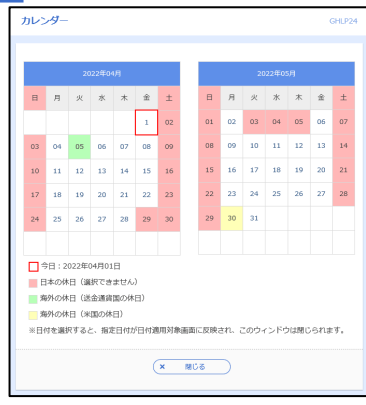 カレンダー GHLP24
2022年04月
日 月 火 水 木 金 土
1 02
03 04 05 06 07 08 09
10 11 12 13 14 15 16
17 18 19 20 21 22 23
24 25 26 27 28 29 30
2022年05月
日 月 火 水 木 金 土
01 02 03 04 05 06 07
08 09 10 11 12 13 14
15 16 17 18 19 20 21
22 23 24 25 26 27 28
29 30 31
今日：2022年04月01日
日本の休日（選択できません）
海外の休日（送金通貨国の休日）
海外の休日（米国の休日）
※日付を選択すると、指定日付が日付適用対象画面に反映され、このウィンドウは閉じられます。
× 閉じる